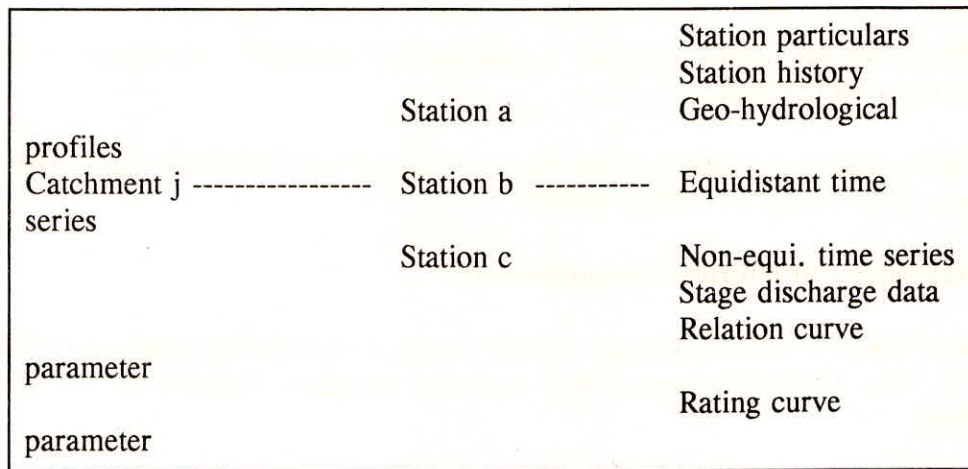 Station particulars
Station history
Station a Geo-hydrological
profiles
Catchment j ---------------- Station b ----------- Equidistant time
series
Station c Non-equi. time series
Stage discharge data
Relation curve
parameter
Rating curve
parameter